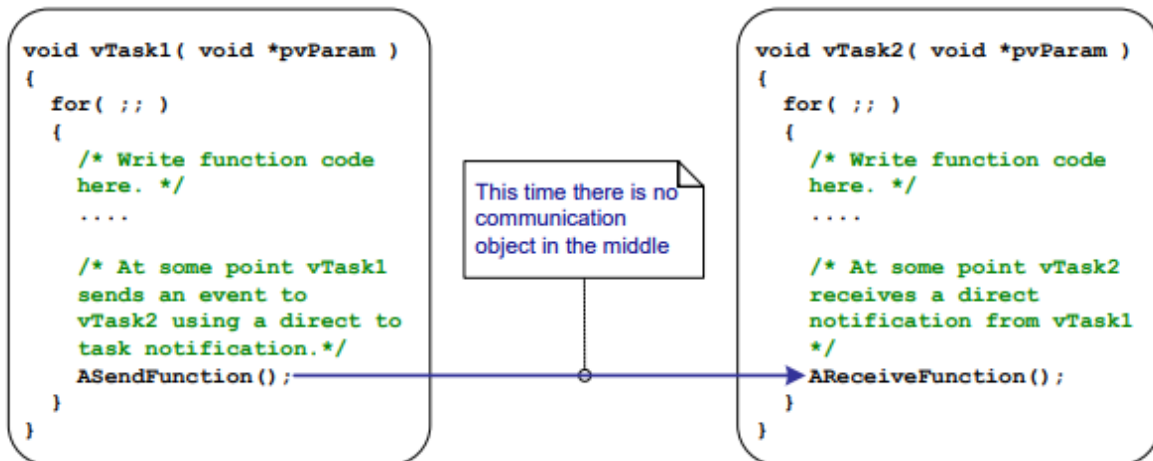 void vTask1( void *pvParam )
{
for( ;; )
{
/* Write function code
here. */
....
/* At some point vTask1
sends an event to
vTask2 using a direct to
task notification.*/
ASendFunction();
}
}
This time there is no
communication
object in the middle
void vTask2( void *pvParam )
{
for( ;; )
{
/* Write function code
here. */
....
/* At some point vTask2
receives a direct
notification from vTask1
*/
AReceiveFunction();
}
}